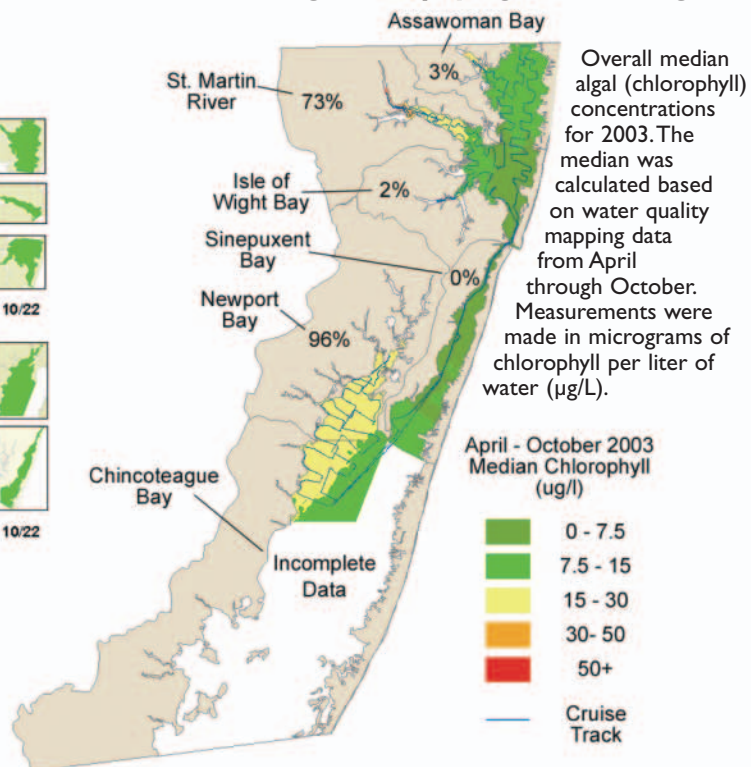 Assawoman Bay
3%
St. Martin
River
73%
Isle of
Wight Bay
2%
Sinepuxent
Bay
0%
Newport
Bay
96%
Chincoteague
Bay
Incomplete
Data
10/22
10/22
Overall median
algal (chlorophyll)
concentrations
for 2003. The
median was
calculated based
on water quality
mapping data
from April
through October.
Measurements were
made in micrograms of
chlorophyll per liter of
water (µg/L).
April - October 2003
Median Chlorophyll
(ug/l)
0 - 7.5
7.5 - 15
15 - 30
30- 50
50+
Cruise
Track